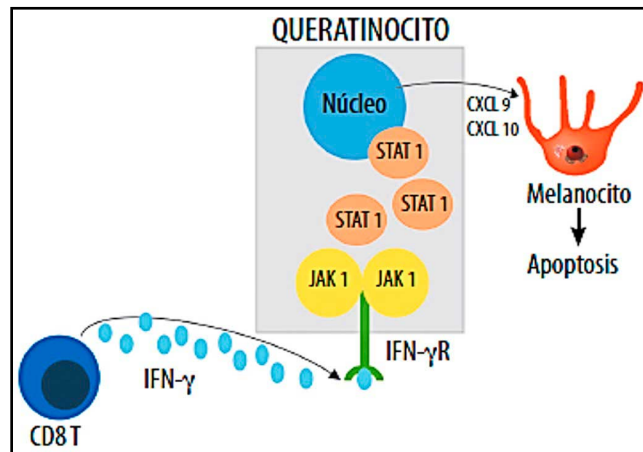 QUERATINOCITO
Núcleo
CXCL 9
CXCL 10
STAT 1
STAT 1
STAT 1
Melanocito
JAK 1
JAK 1
Apoptosis
IFN-γR
IFN-γ
CD8 T